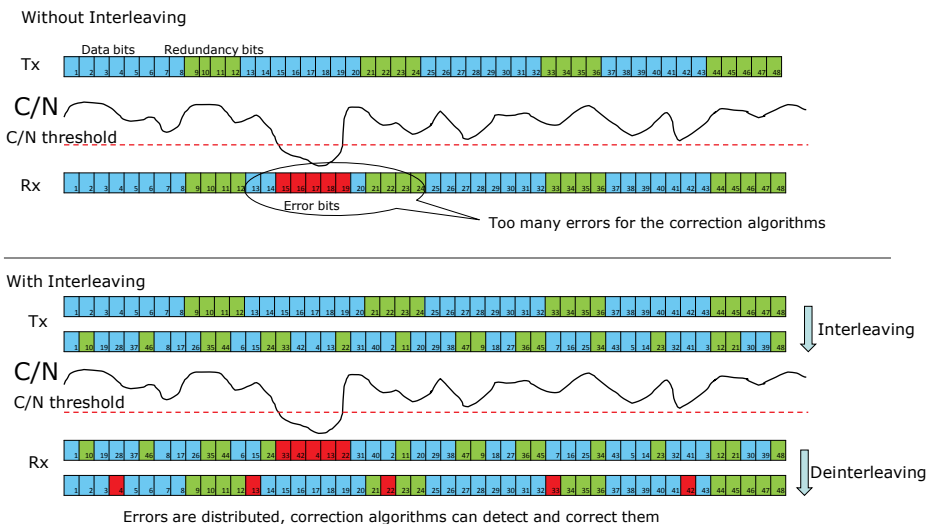 Without Interleaving
Data bits Redundancy bits
Tx
1 2 3 4 5 6 7 8 9 10 11 12 13 14 15 16 17 18 19 20 21 22 23 24 25 26 27 28 29 30 31 32 33 34 35 36 37 38 39 40 41 42 43 44 45 46 47 48
C/N
C/N threshold
Rx
1 2 3 4 5 6 7 8 9 10 11 12 13 14 15 16 17 18 19 20 21 22 23 24 25 26 27 28 29 30 31 32 33 34 35 36 37 38 39 40 41 42 43 44 45 46 47 48
Error bits
Too many errors for the correction algorithms
With Interleaving
Tx
1 2 3 4 5 6 7 8 9 10 11 12 13 14 15 16 17 18 19 20 21 22 23 24 25 26 27 28 29 30 31 32 33 34 35 36 37 38 39 40 41 42 43 44 45 46 47 48
1 10 19 28 37 46 8 17 26 35 44 6 15 24 33 42 4 13 22 31 40 2 11 20 29 38 47 9 18 27 36 45 7 16 25 34 43 5 14 23 32 41 3 12 21 30 39 48
Interleaving
C/N
C/N threshold
Rx
1 10 19 28 37 46 8 17 26 35 44 6 15 24 33 42 4 13 22 31 40 2 11 20 29 38 47 9 18 27 36 45 7 16 25 34 43 5 14 23 32 41 3 12 21 30 39 48
1 2 3 4 5 6 7 8 9 10 11 12 13 14 15 16 17 18 19 20 21 22 23 24 25 26 27 28 29 30 31 32 33 34 35 36 37 38 39 40 41 42 43 44 45 46 47 48
Deinterleaving
Errors are distributed, correction algorithms can detect and correct them